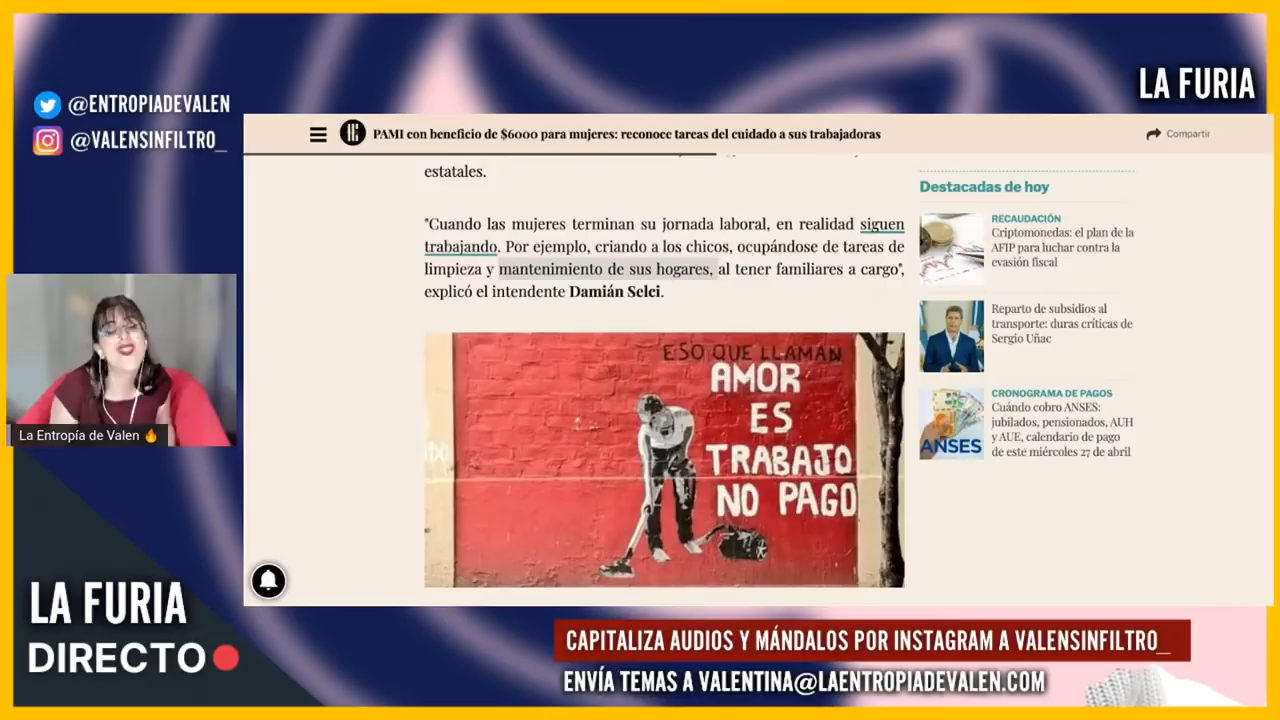 @ENTROPIADEVALEN
@VALENSINFILTRO_
LA FURIA
PAMI con beneficio de $6000 para mujeres: reconoce tareas del cuidado a sus trabajadoras
Compartir
estatales.
"Cuando las mujeres terminan su jornada laboral, en realidad siguen
trabajando. Por ejemplo, criando a los chicos, ocupándose de tareas de
limpieza y mantenimiento de sus hogares, al tener familiares a cargo",
explicó el intendente Damián Selci.
ESO QUE LLAMAN
AMOR
ES
TRABAJO
NO PAGO
Destacadas de hoy
RECAUDACIÓN
Criptomonedas: el plan de la
AFIP para luchar contra la
evasión fiscal
Reparto de subsidios al
transporte: duras críticas de
Sergio Uñac
CRONOGRAMA DE PAGOS
Cuándo cobro ANSES:
jubilados, pensionados, AUH
y AUE, calendario de pago
de este miércoles 27 de abril
ANSES
La Entropía de Valen
LA FURIA
DIRECTO
CAPITALIZA AUDIOS Y MÁNDALOS POR INSTAGRAM A VALENSINFILTRO_
ENVÍA TEMAS A VALENTINA@LAENTROPIADEVALEN.COM